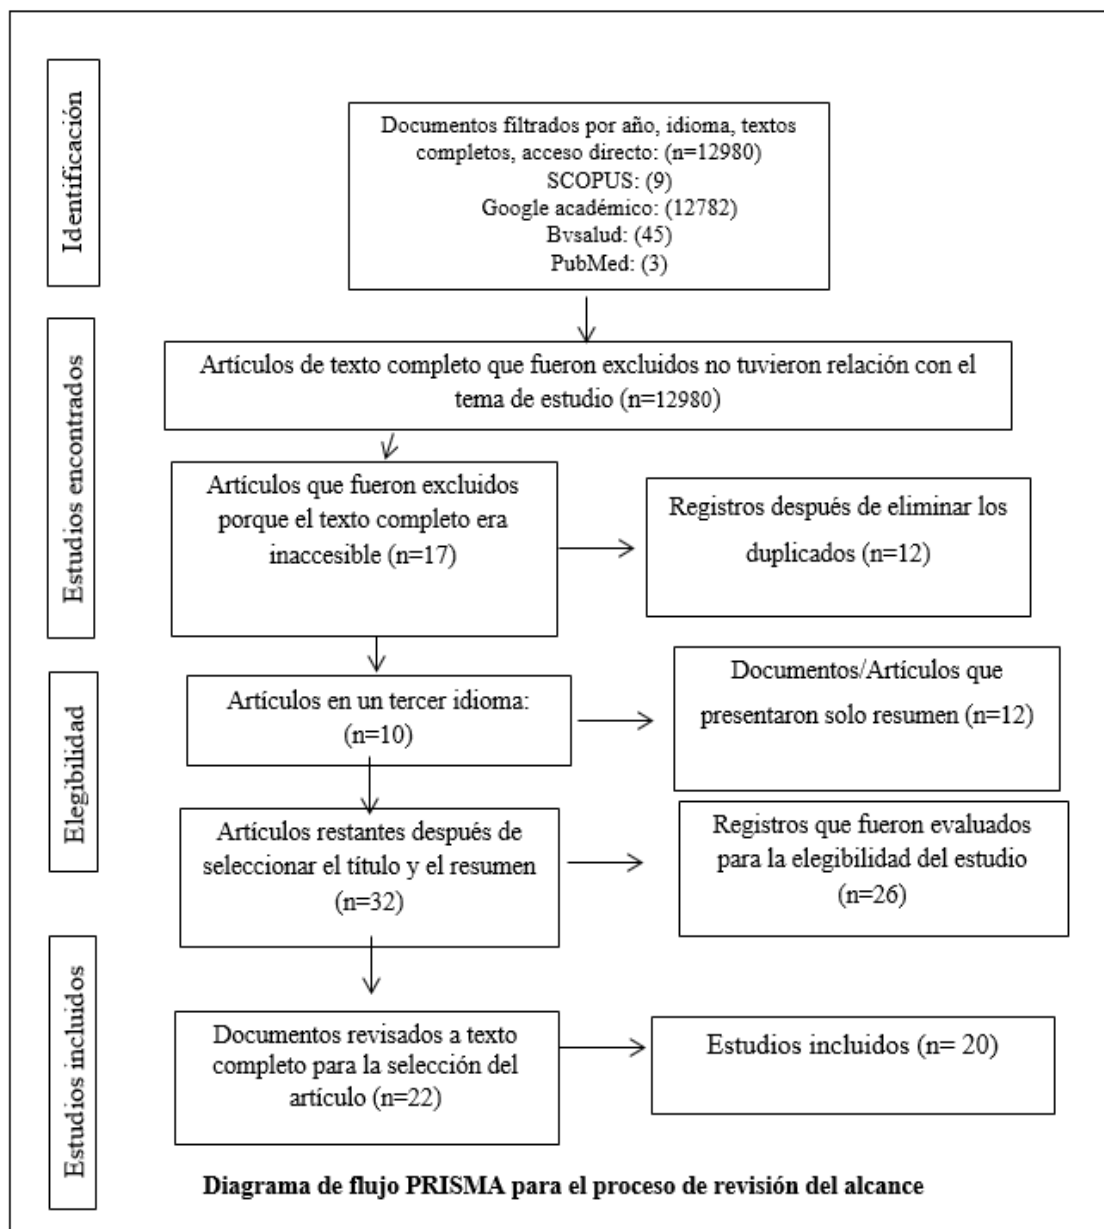 Identificación
Documentos filtrados por año, idioma, textos
completos, acceso directo: (n=12980)
SCOPUS: (9)
Google académico: (12782)
Bvsalud: (45)
PubMed: (3)
Estudios encontrados
Artículos de texto completo que fueron excluidos no tuvieron relación con el
tema de estudio (n=12980)
Artículos que fueron excluidos
porque el texto completo era
inaccesible (n=17)
Registros después de eliminar los
duplicados (n=12)
Elegibilidad
Artículos en un tercer idioma:
(n=10)
Documentos/Artículos que
presentaron solo resumen (n=12)
Artículos restantes después de
seleccionar el título y el resumen
(n=32)
Registros que fueron evaluados
para la elegibilidad del estudio
(n=26)
Estudios incluidos
Documentos revisados a texto
completo para la selección del
artículo (n=22)
Estudios incluidos (n= 20)
Diagrama de flujo PRISMA para el proceso de revisión del alcance